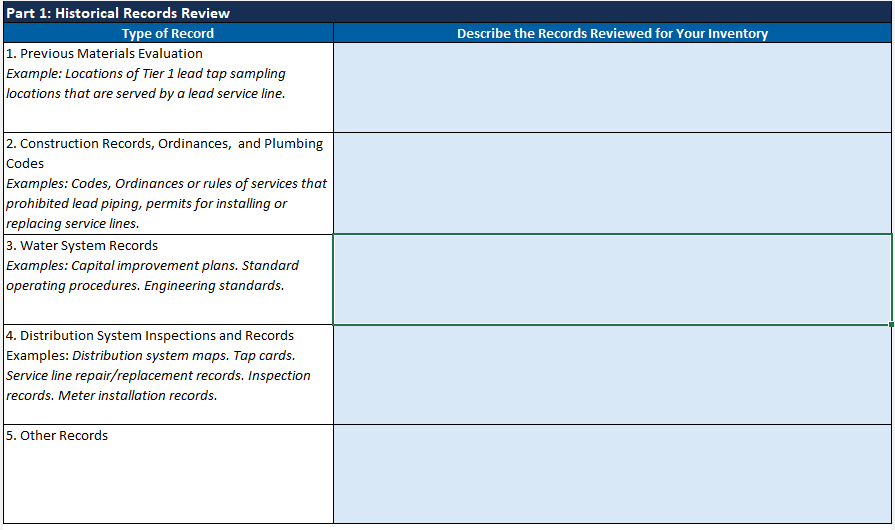 Part 1: Historical Records Review
Type of Record
Describe the Records Reviewed for Your Inventory
1. Previous Materials Evaluation
Example: Locations of Tier 1 lead tap sampling
locations that are served by a lead service line.
2. Construction Records, Ordinances, and Plumbing
Codes
Examples: Codes, Ordinances or rules of services that
prohibited lead piping, permits for installing or
replacing service lines.
3. Water System Records
Examples: Capital improvement plans. Standard
operating procedures. Engineering standards.
4. Distribution System Inspections and Records
Examples: Distribution system maps. Tap cards.
Service line repair/replacement records. Inspection
records. Meter installation records.
5. Other Records